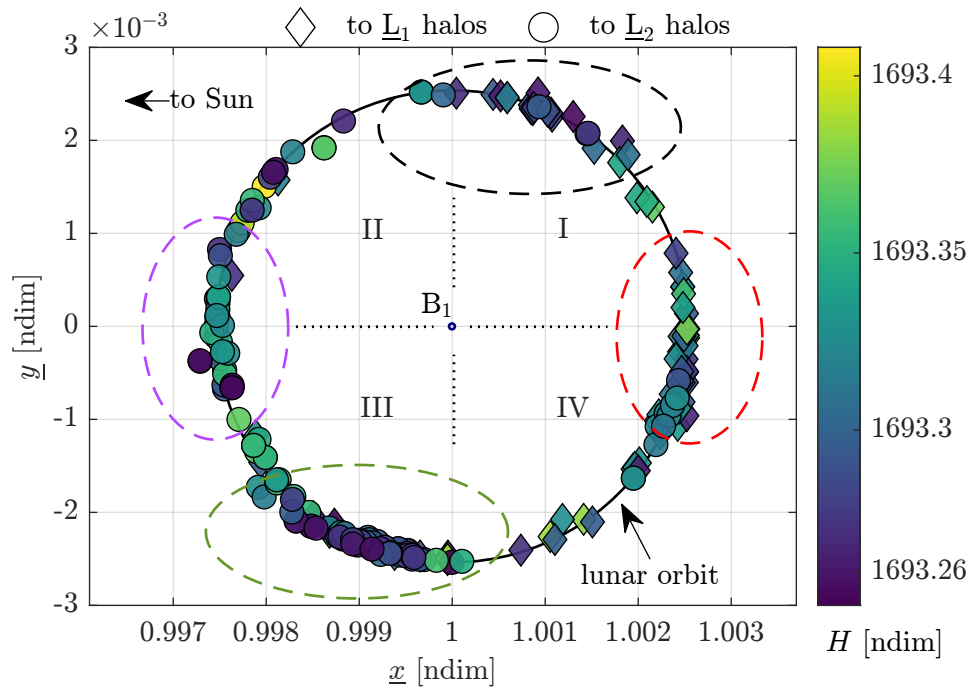 ×10⁻³
to L₁ halos
to L₂ halos
3
2
1
0
-1
-2
-3
to Sun
II
I
B₁
III
IV
lunar orbit
0.997
0.998
0.999
1
1.001
1.002
1.003
x [ndim]
y [ndim]
1693.4
1693.35
1693.3
1693.26
H [ndim]